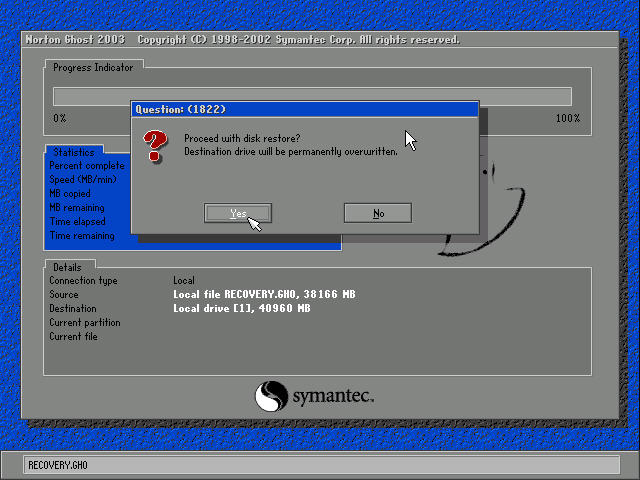 Norton Ghost 2003 Copyright (C) 1998-2002 Symantec Corp. All rights reserved.
Progress Indicator
0%
100%
Question: (1822)
Proceed with disk restore?
Destination drive will be permanently overwritten.
Yes
No
Statistics
Percent complete
Speed (MB/min)
MB copied
MB remaining
Time elapsed
Time remaining
Details
Connection type Local
Source Local file RECOVERY.GHO, 38166 MB
Destination Local drive [1], 40960 MB
Current partition
Current file
symantec.
RECOVERY.GHO